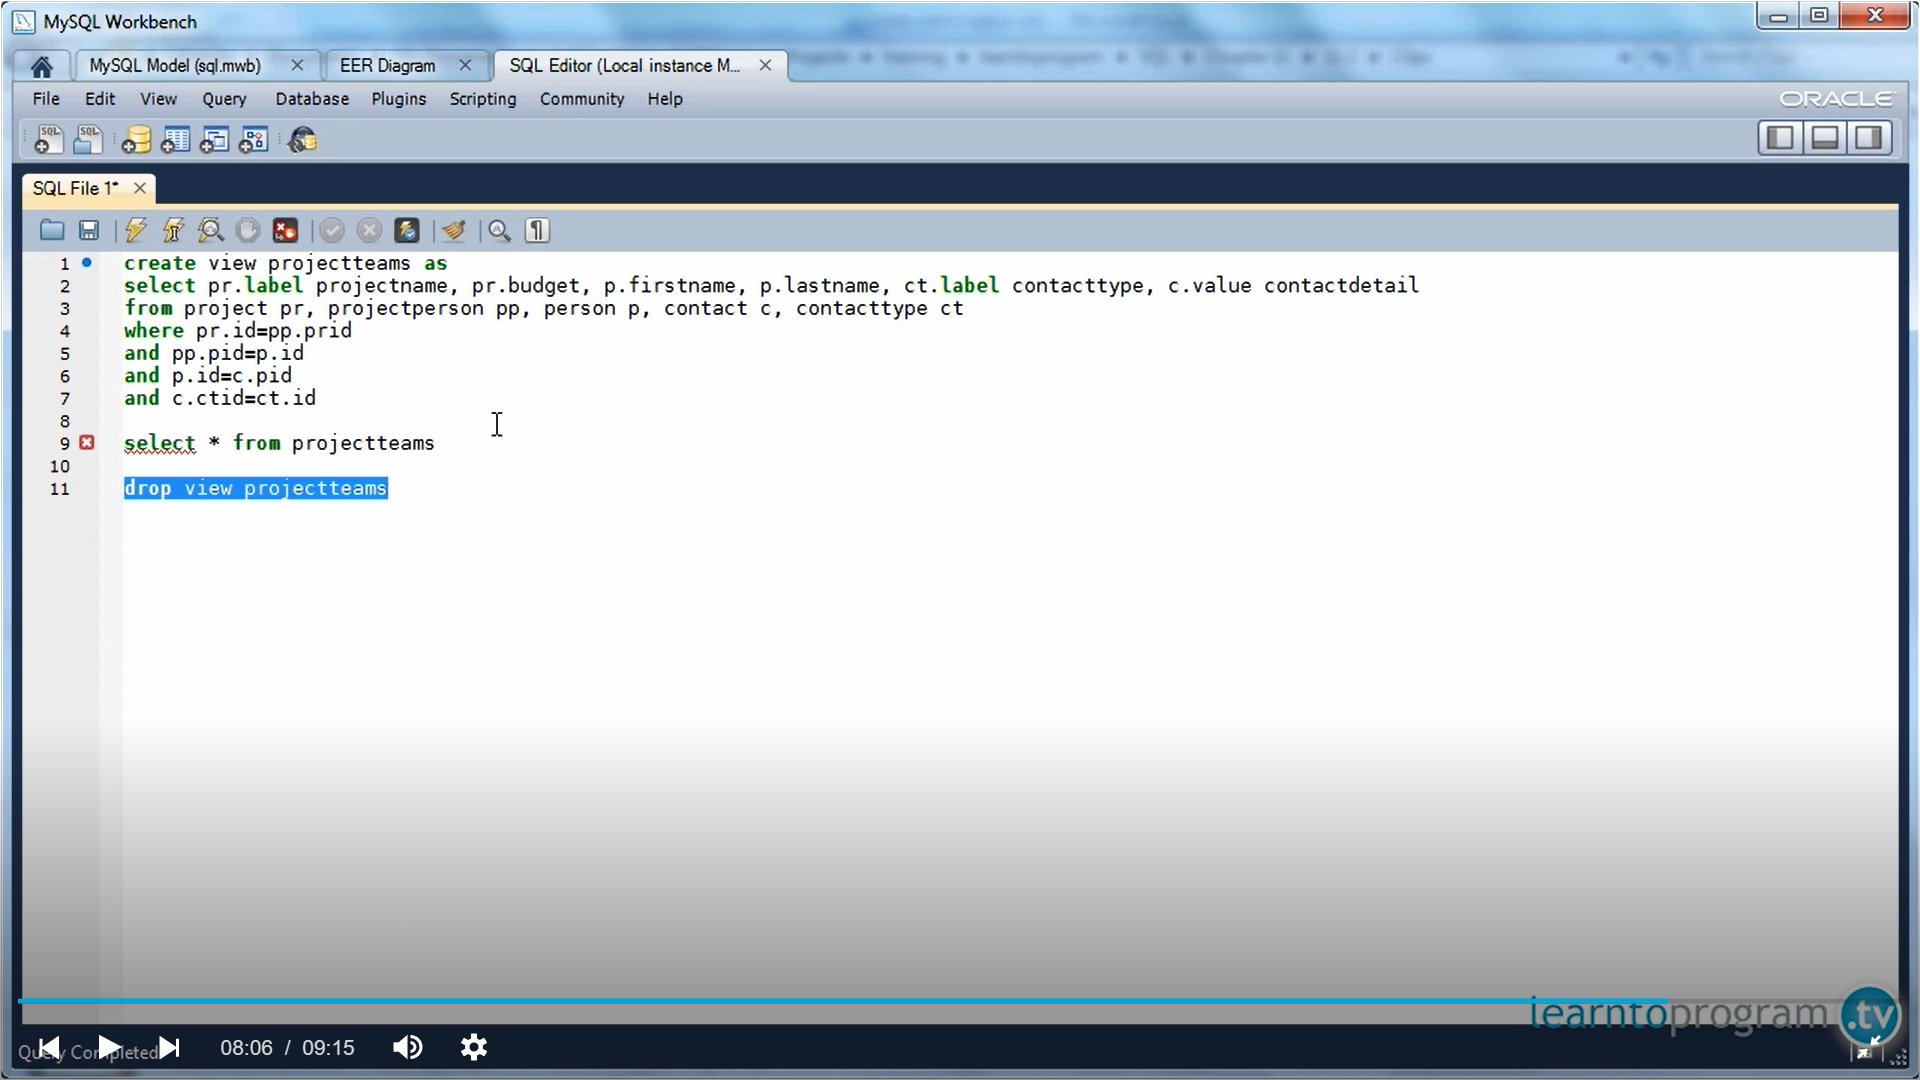 MySQL Workbench
MySQL Model (sql.mwb)
EER Diagram
SQL Editor (Local instance M...
File Edit View Query Database Plugins Scripting Community Help
ORACLE
SQL SQL
SQL File 1*
1 create view projectteams as
2 select pr.label projectname, pr.budget, p.firstname, p.lastname, ct.label contacttype, c.value contactdetail
3 from project pr, projectperson pp, person p, contact c, contacttype ct
4 where pr.id=pp.prid
5 and pp.pid=p.id
6 and p.id=c.pid
7 and c.ctid=ct.id
8
9 select * from projectteams
10
11 drop view projectteams
learntoprogram .tv
Query Completed
08:06 / 09:15